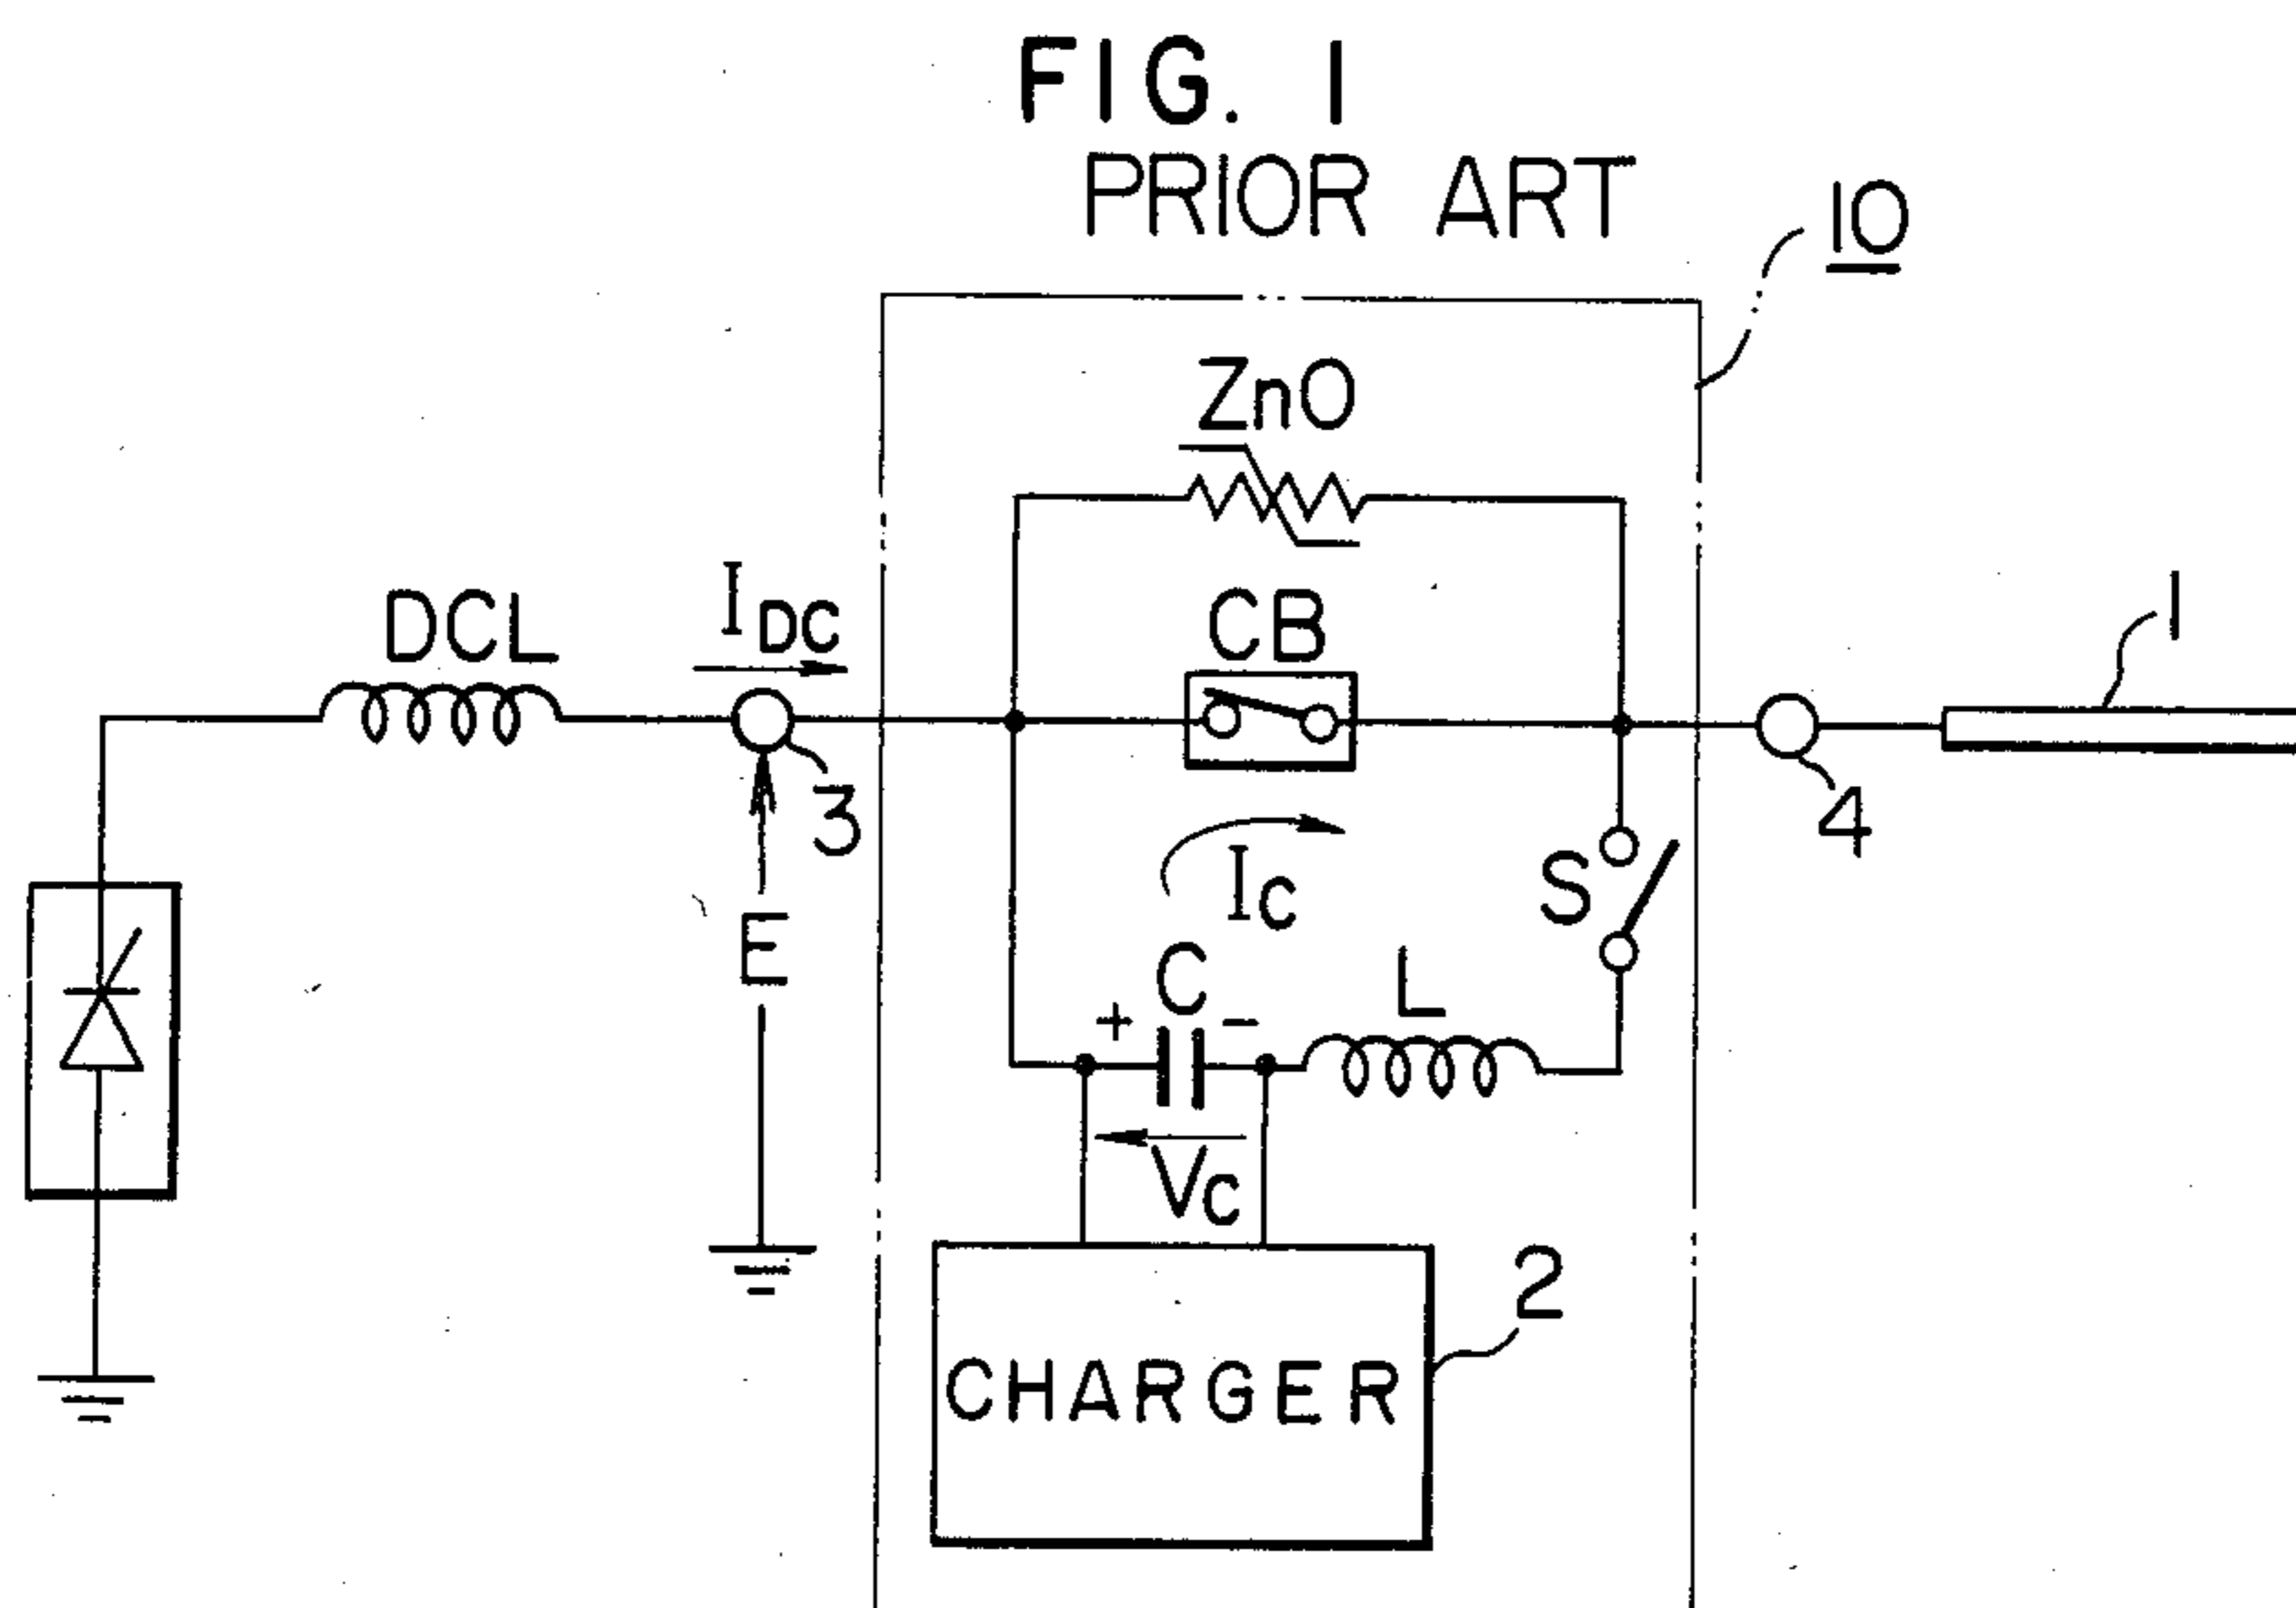 FIG. 1
PRIOR ART
10
ZnO
DCL
IDC
CB
1
3
4
E
IC
S
C
L
+
-
VC
2
CHARGER